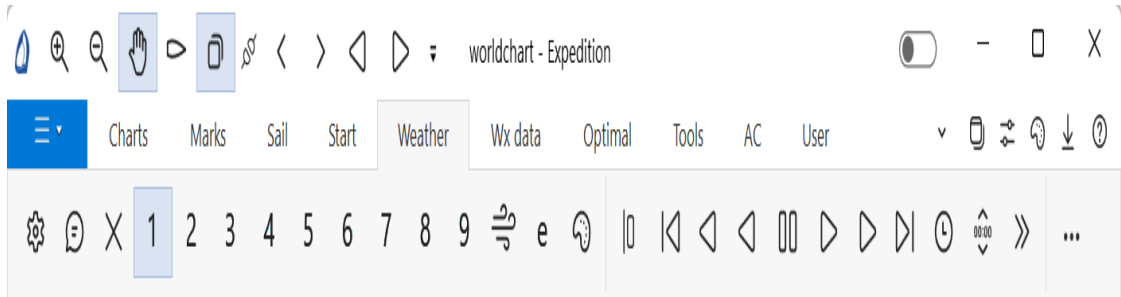 worldchart - Expedition
Charts Marks Sail Start Weather Wx data Optimal Tools AC User
1 2 3 4 5 6 7 8 9 e 00:00